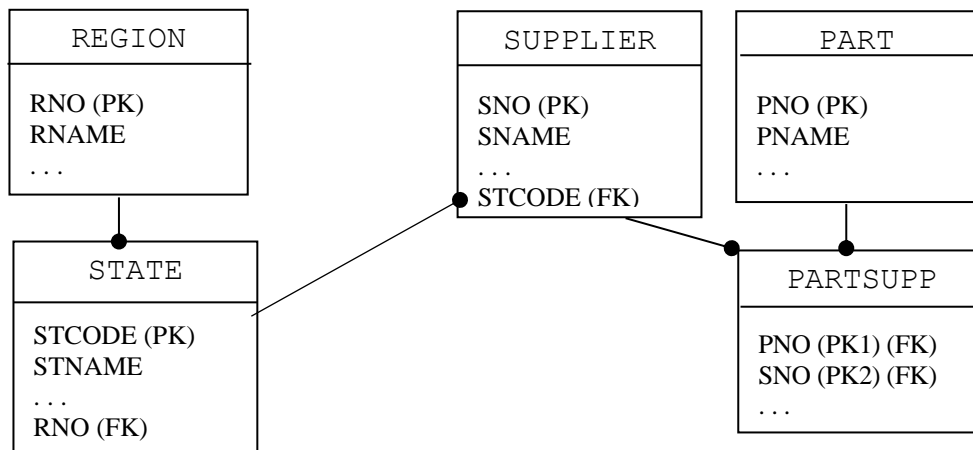 REGION
RNO (PK)
RNAME
. . .
SUPPLIER
SNO (PK)
SNAME
. . .
STCODE (FK)
PART
PNO (PK)
PNAME
. . .
STATE
STCODE (PK)
STNAME
. . .
RNO (FK)
PARTSUPP
PNO (PK1) (FK)
SNO (PK2) (FK)
. . .